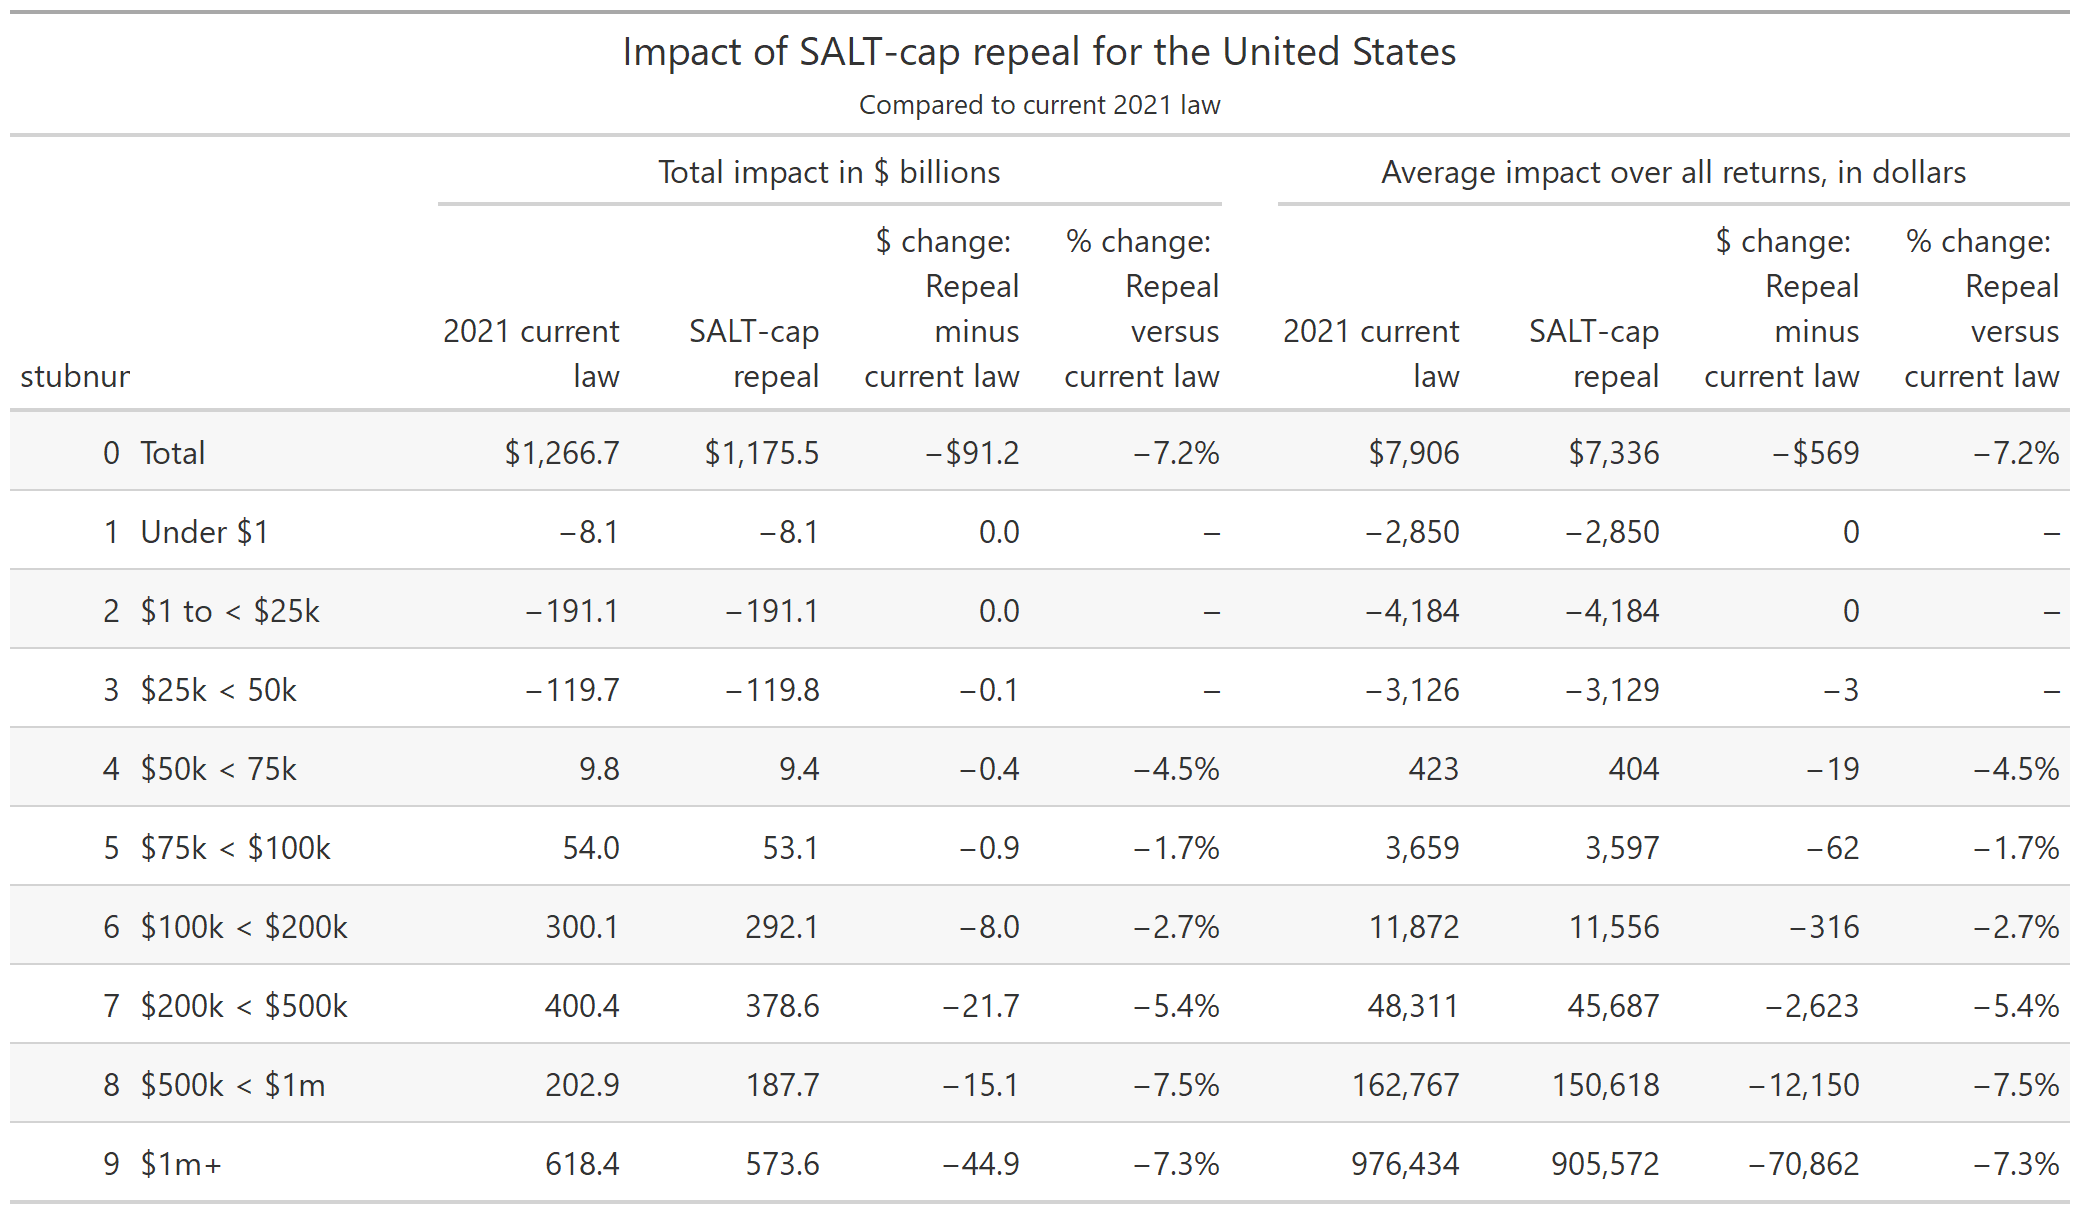 Impact of SALT-cap repeal for the United States
Compared to current 2021 law
Total impact in $ billions Average impact over all returns, in dollars
$ change: % change: $ change: % change:
Repeal Repeal Repeal Repeal
2021 current SALT-cap minus versus 2021 current SALT-cap minus versus
stubnur law repeal current law current law law repeal current law current law
0 Total $1,266.7 $1,175.5 −$91.2 −7.2% $7,906 $7,336 −$569 −7.2%
1 Under $1 −8.1 −8.1 0.0 – −2,850 −2,850 0 –
2 $1 to < $25k −191.1 −191.1 0.0 – −4,184 −4,184 0 –
3 $25k < 50k −119.7 −119.8 −0.1 – −3,126 −3,129 −3 –
4 $50k < 75k 9.8 9.4 −0.4 −4.5% 423 404 −19 −4.5%
5 $75k < $100k 54.0 53.1 −0.9 −1.7% 3,659 3,597 −62 −1.7%
6 $100k < $200k 300.1 292.1 −8.0 −2.7% 11,872 11,556 −316 −2.7%
7 $200k < $500k 400.4 378.6 −21.7 −5.4% 48,311 45,687 −2,623 −5.4%
8 $500k < $1m 202.9 187.7 −15.1 −7.5% 162,767 150,618 −12,150 −7.5%
9 $1m+ 618.4 573.6 −44.9 −7.3% 976,434 905,572 −70,862 −7.3%